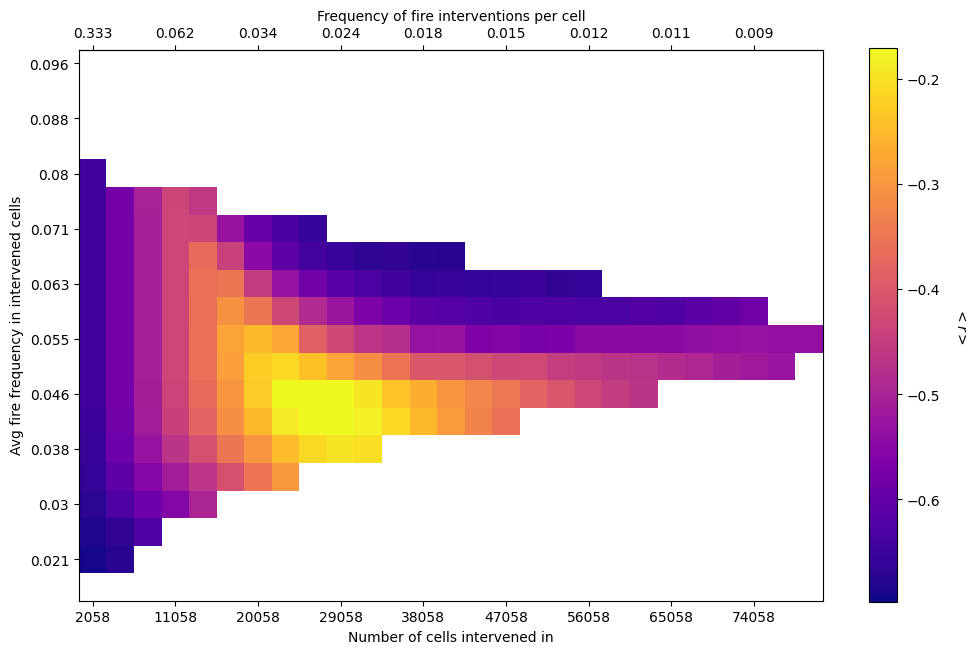 Frequency of fire interventions per cell
0.333 0.062 0.034 0.024 0.018 0.015 0.012 0.011 0.009
0.096
0.088
0.08
0.071
0.063
0.055
0.046
0.038
0.03
0.021
Avg fire frequency in intervened cells
2058 11058 20058 29058 38058 47058 56058 65058 74058
Number of cells intervened in
−0.2
−0.3
−0.4
−0.5
−0.6
< r >